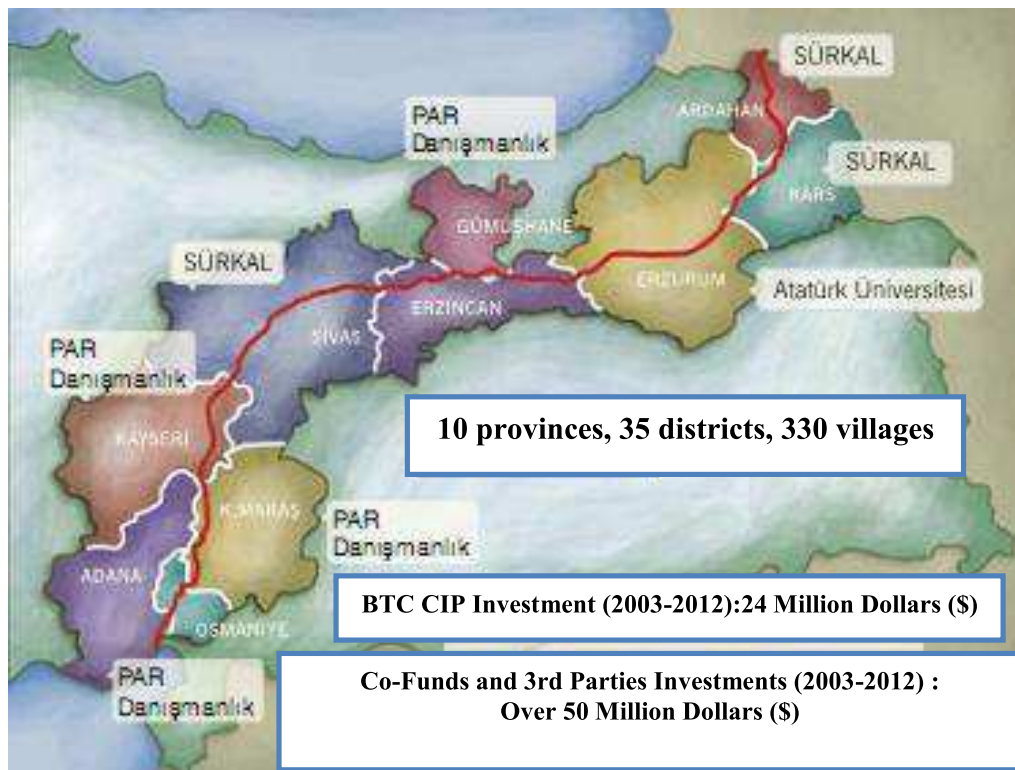 SÜRKAL
ARDAHAN
PAR
Danışmanlık
SÜRKAL
KARS
GÜMÜŞHANE
SÜRKAL
ERZURUM
Atatürk Üniversitesi
ERZİNCAN
SİVAS
PAR
Danışmanlık
10 provinces, 35 districts, 330 villages
KAYSERİ
K.MARAŞ
PAR
Danışmanlık
ADANA
BTC CIP Investment (2003-2012):24 Million Dollars ($)
OSMANİYE
PAR
Danışmanlık
Co-Funds and 3rd Parties Investments (2003-2012) :
Over 50 Million Dollars ($)